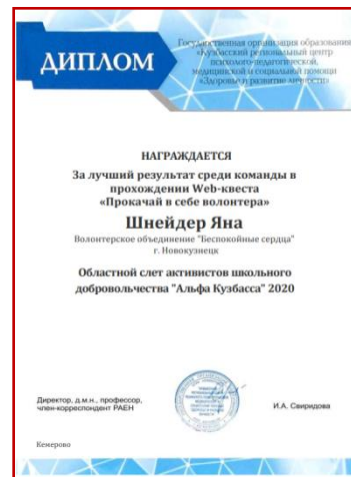 ДИПЛОМ
Государственная организация образования
«Кузбасский региональный центр
психолого-педагогической,
медицинской и социальной помощи
«Здоровье и развитие личности»
НАГРАЖДАЕТСЯ
За лучший результат среди команды в
прохождении Web-квеста
«Прокачай в себе волонтера»
Шнейдер Яна
Волонтерское объединение "Беспокойные сердца"
г. Новокузнецк
Областной слет активистов школьного
добровольчества "Альфа Кузбасса" 2020
Директор, д.м.н., профессор,
член-корреспондент РАЕН
И.А. Свиридова
Кемерово